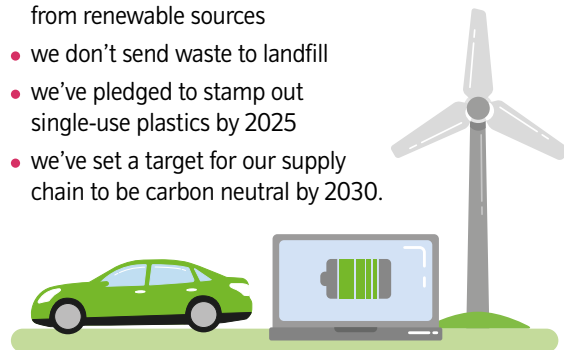 from renewable sources
• we don’t send waste to landfill
• we’ve pledged to stamp out
single-use plastics by 2025
• we’ve set a target for our supply
chain to be carbon neutral by 2030.